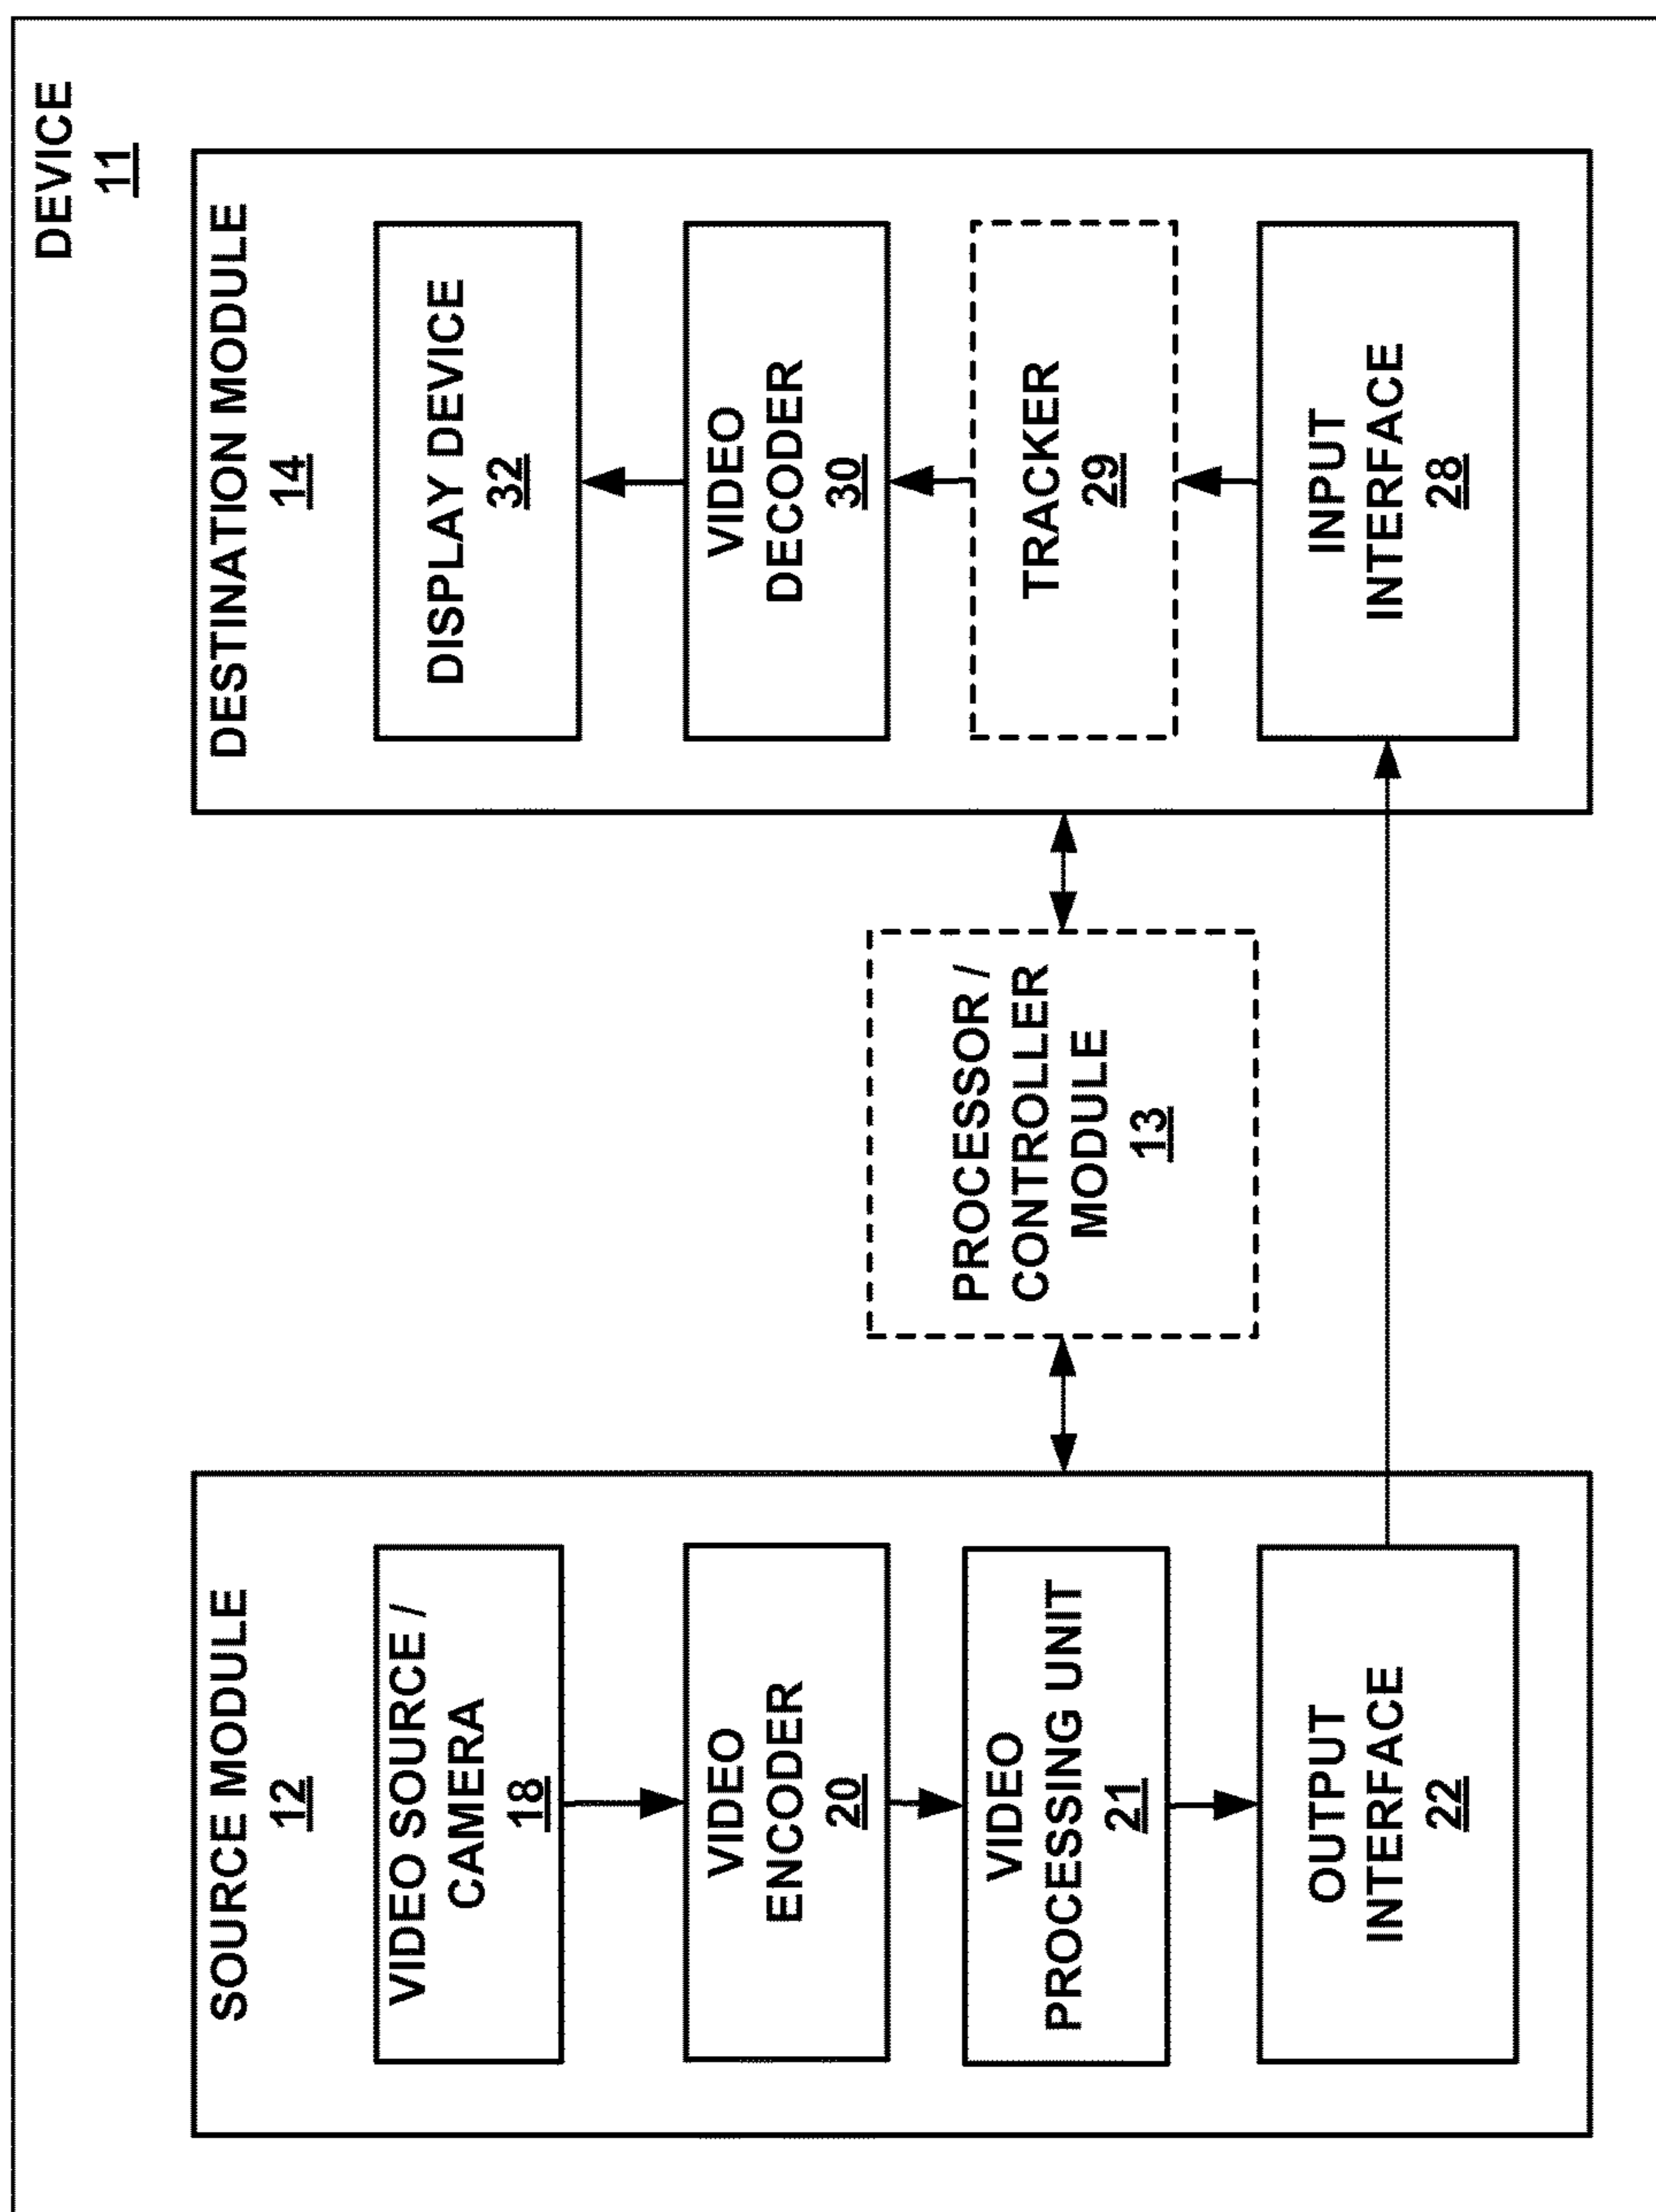 DEVICE
11
SOURCE MODULE
12
VIDEO SOURCE /
CAMERA
18
VIDEO
ENCODER
20
VIDEO
PROCESSING UNIT
21
OUTPUT
INTERFACE
22
PROCESSOR /
CONTROLLER
MODULE
13
DESTINATION MODULE
14
DISPLAY DEVICE
32
VIDEO
DECODER
30
TRACKER
29
INPUT
INTERFACE
28